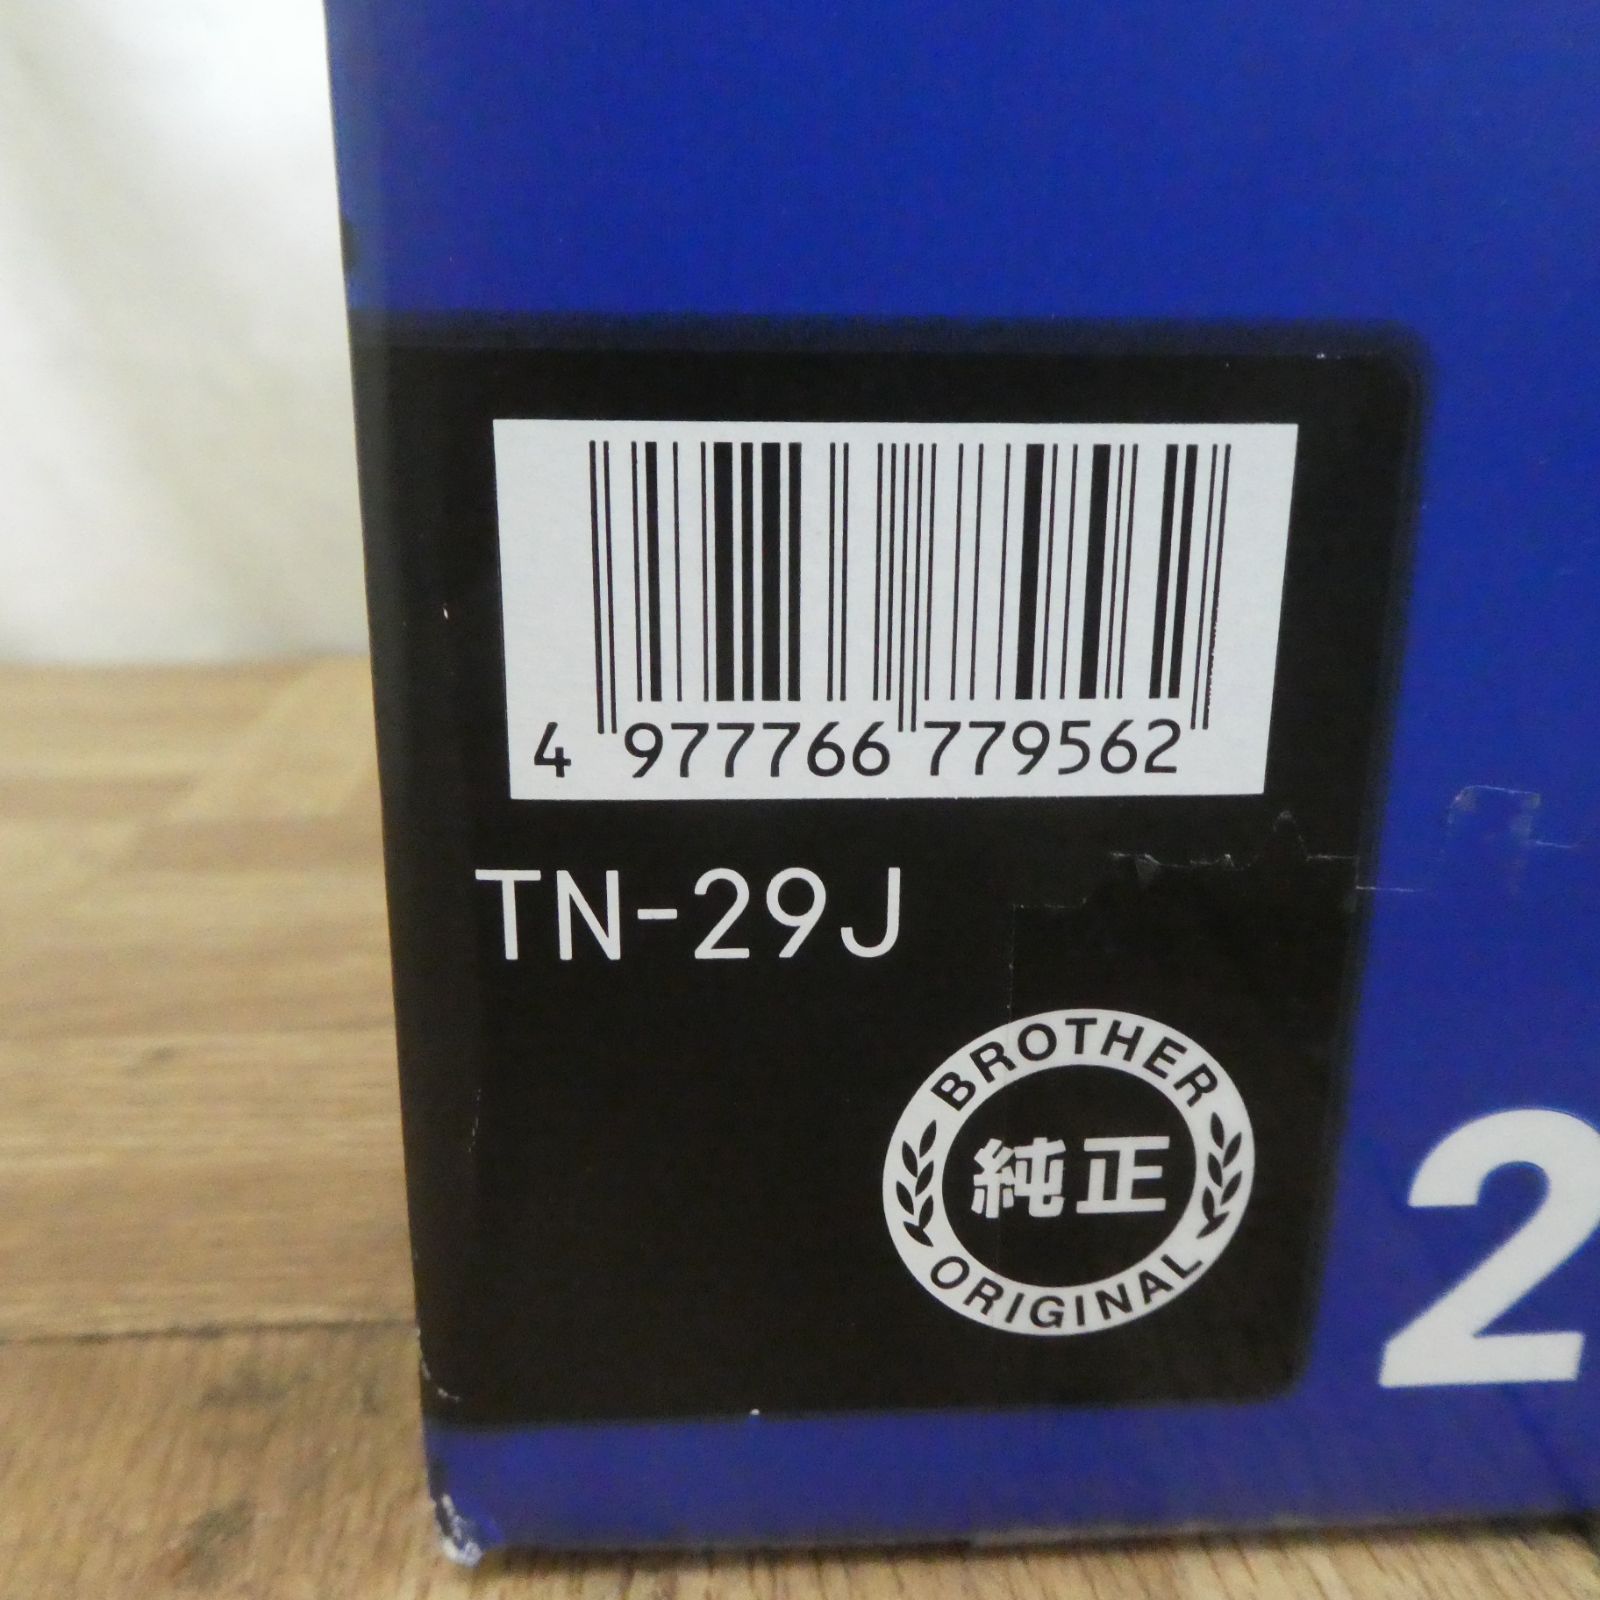 4 977766 779562
TN-29J
BROTHER
純正
ORIGINAL
2